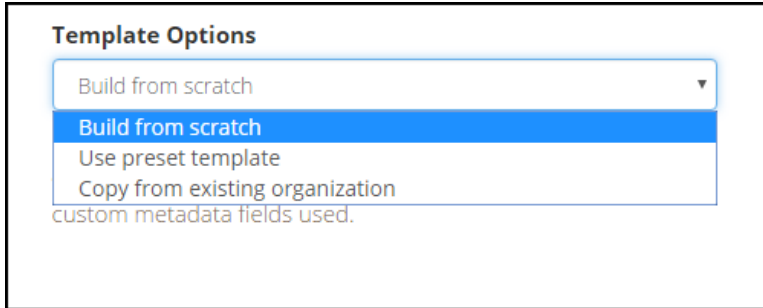 Template Options
Build from scratch
Build from scratch
Use preset template
Copy from existing organization
custom metadata fields used.